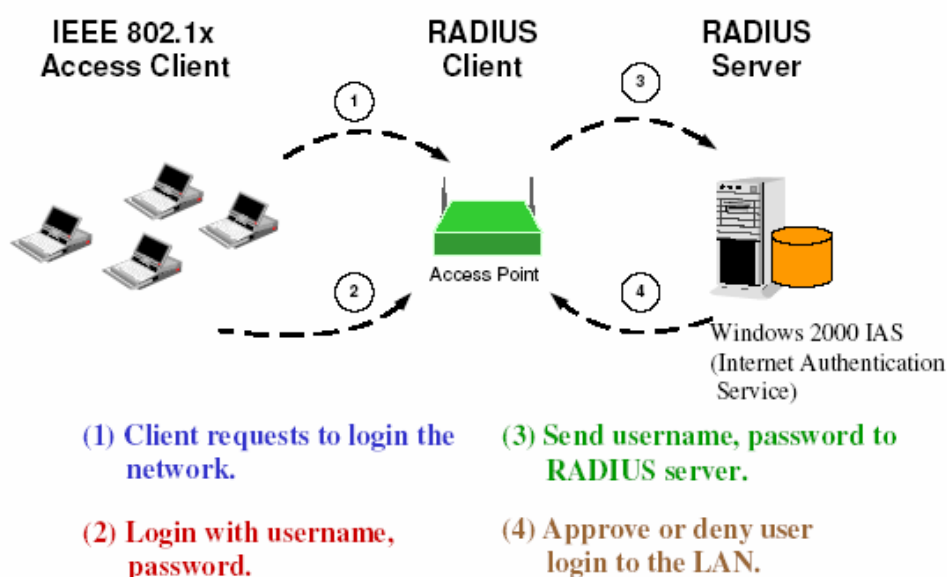 IEEE 802.1x
Access Client
RADIUS
Client
RADIUS
Server
1
3
Access Point
2
4
Windows 2000 IAS
(Internet Authentication
Service)
(1) Client requests to login the
network.
(2) Login with username,
password.
(3) Send username, password to
RADIUS server.
(4) Approve or deny user
login to the LAN.